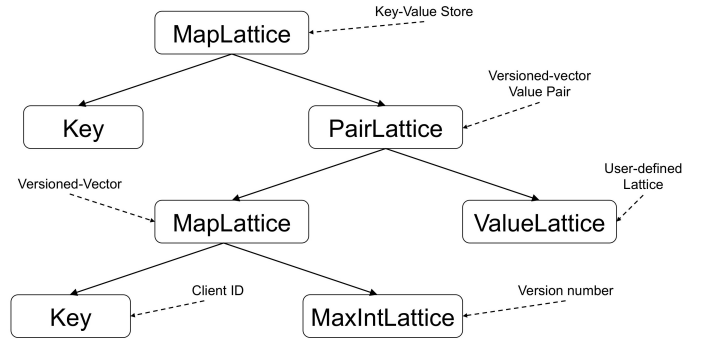 Key-Value Store
MapLattice
Versioned-vector
Value Pair
Key
PairLattice
User-defined
Lattice
Versioned-Vector
MapLattice
ValueLattice
Client ID
Version number
Key
MaxIntLattice